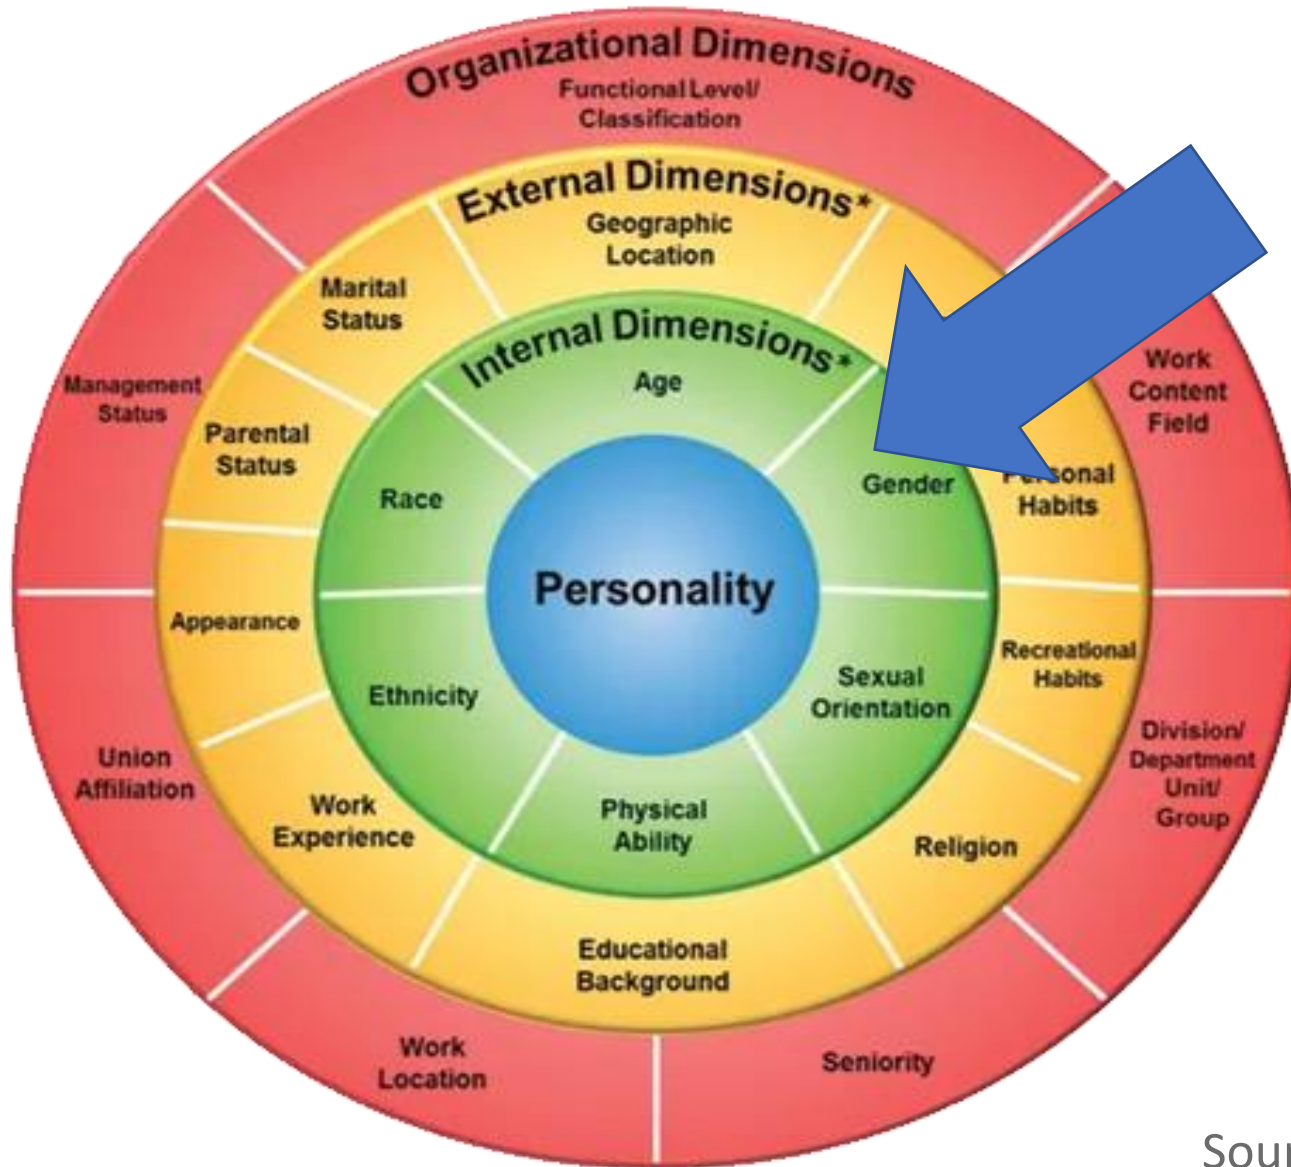 Organizational Dimensions
Functional Level/
Classification
External Dimensions*
Geographic
Location
Marital
Status
Internal Dimensions*
Age
Work
Content
Field
Management
Status
Parental
Status
Race
Gender
Personal
Habits
Personality
Appearance
Recreational
Habits
Ethnicity
Sexual
Orientation
Union
Affiliation
Division/
Department
Unit/
Group
Work
Experience
Physical
Ability
Religion
Educational
Background
Work
Location
Seniority